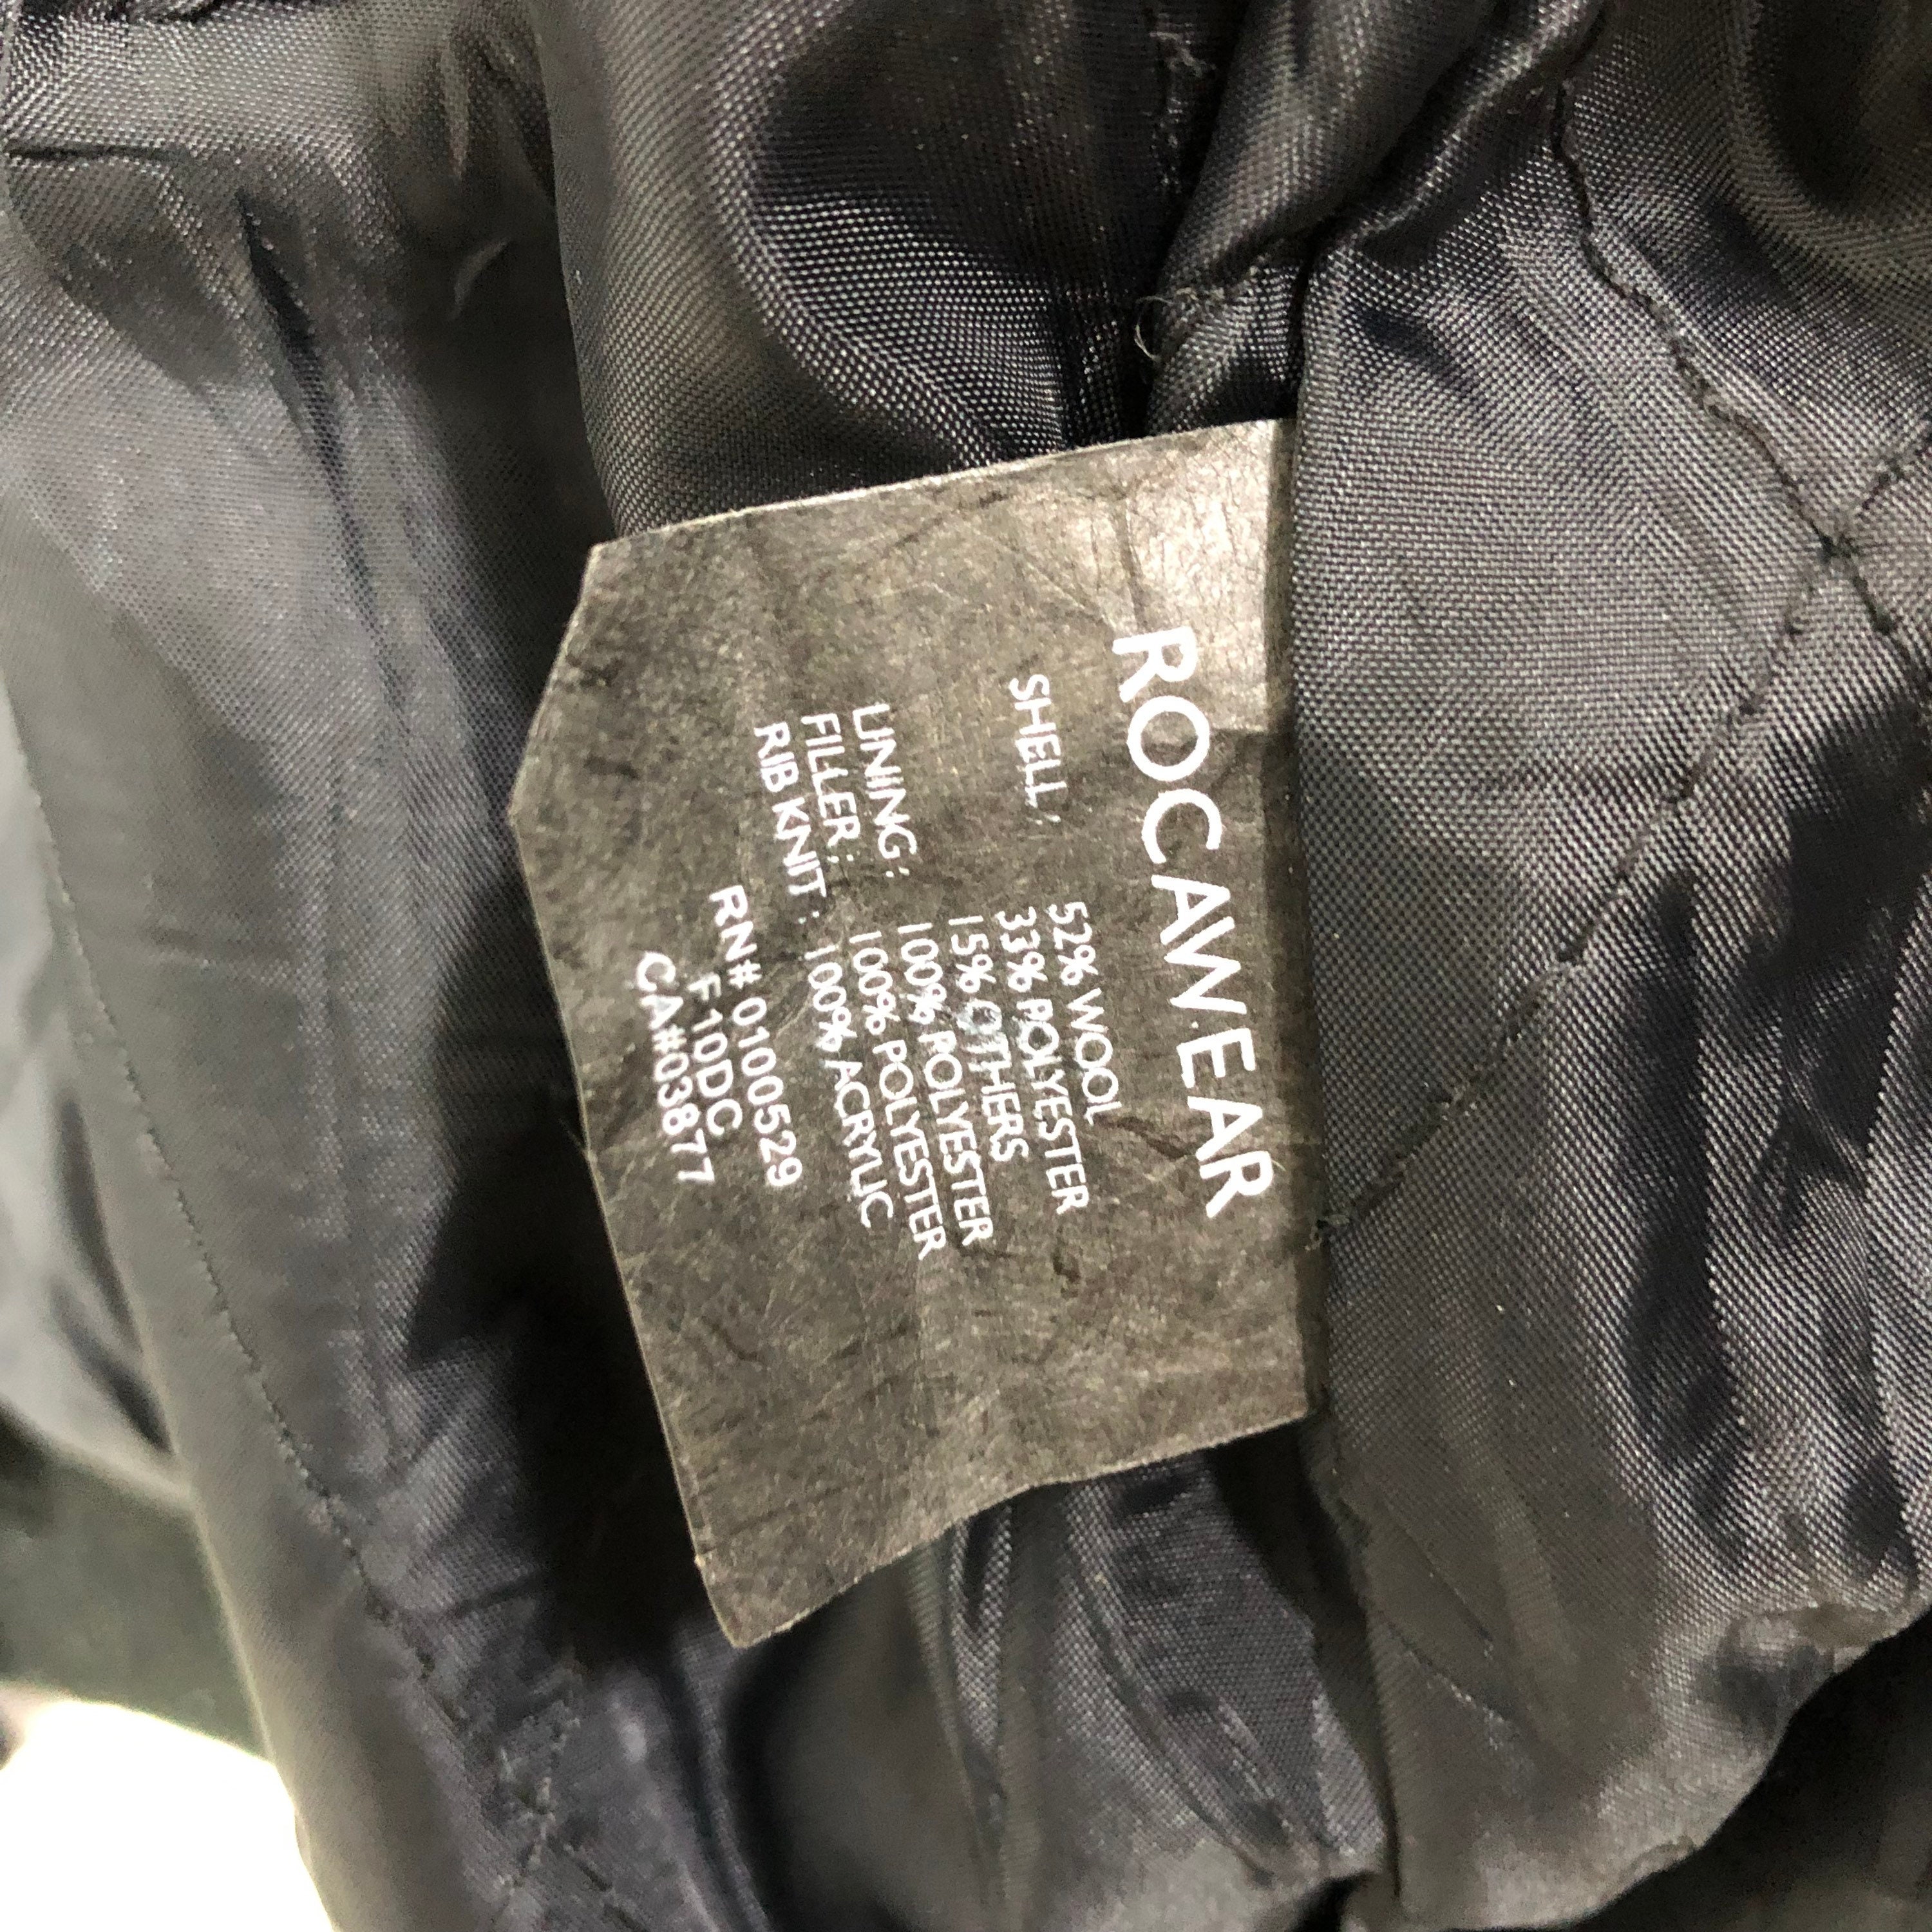 ROCAWEAR
SHELL: 52% WOOL
33% POLYESTER
15% OTHERS
LINING: 100% POLYESTER
FILLER: 100% POLYESTER
RIB KNIT: 100% ACRYLIC
RN# 0100529
F10DC
CA#03877